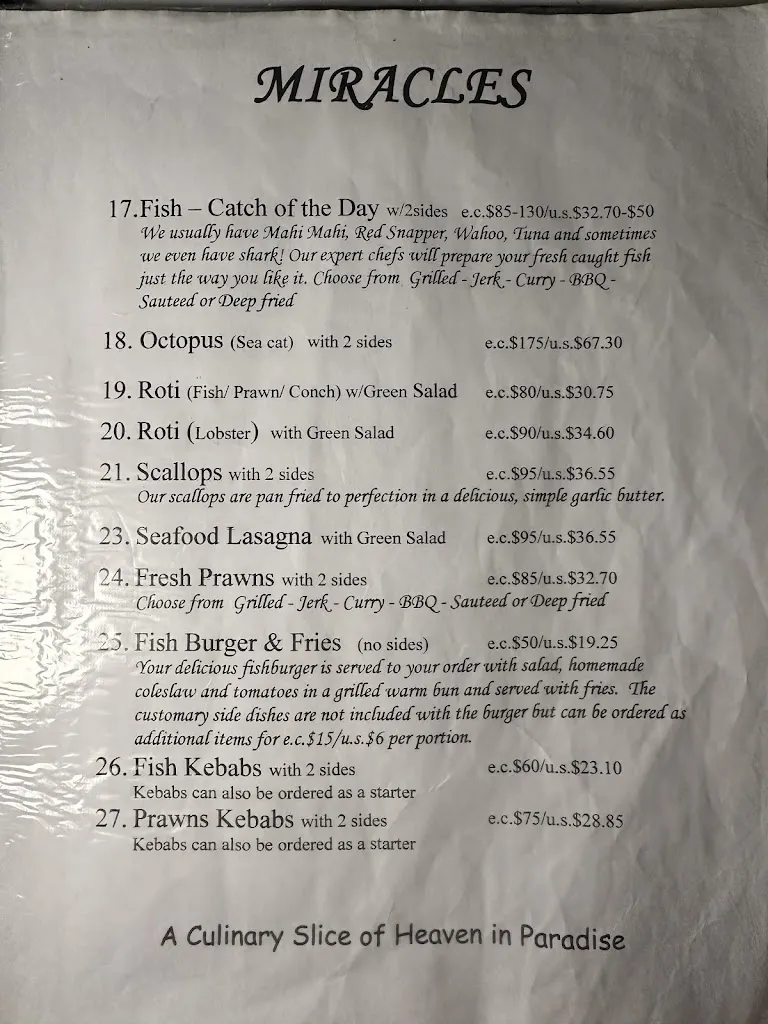 MIRACLES
17.Fish – Catch of the Day w/2sides e.c.$85-130/u.s.$32.70-$50
We usually have Mahi Mahi, Red Snapper, Wahoo, Tuna and sometimes
we even have shark! Our expert chefs will prepare your fresh caught fish
just the way you like it. Choose from Grilled - Jerk - Curry - BBQ -
Sauteed or Deep fried
18. Octopus (Sea cat) with 2 sides e.c.$175/u.s.$67.30
19. Roti (Fish/ Prawn/ Conch) w/Green Salad e.c.$80/u.s.$30.75
20. Roti (Lobster) with Green Salad e.c.$90/u.s.$34.60
21. Scallops with 2 sides e.c.$95/u.s.$36.55
Our scallops are pan fried to perfection in a delicious, simple garlic butter.
23. Seafood Lasagna with Green Salad e.c.$95/u.s.$36.55
24. Fresh Prawns with 2 sides e.c.$85/u.s.$32.70
Choose from Grilled - Jerk - Curry - BBQ - Sauteed or Deep fried
25. Fish Burger & Fries (no sides) e.c.$50/u.s.$19.25
Your delicious fishburger is served to your order with salad, homemade
coleslaw and tomatoes in a grilled warm bun and served with fries. The
customary side dishes are not included with the burger but can be ordered as
additional items for e.c.$15/u.s.$6 per portion.
26. Fish Kebabs with 2 sides e.c.$60/u.s.$23.10
Kebabs can also be ordered as a starter
27. Prawns Kebabs with 2 sides e.c.$75/u.s.$28.85
Kebabs can also be ordered as a starter
A Culinary Slice of Heaven in Paradise